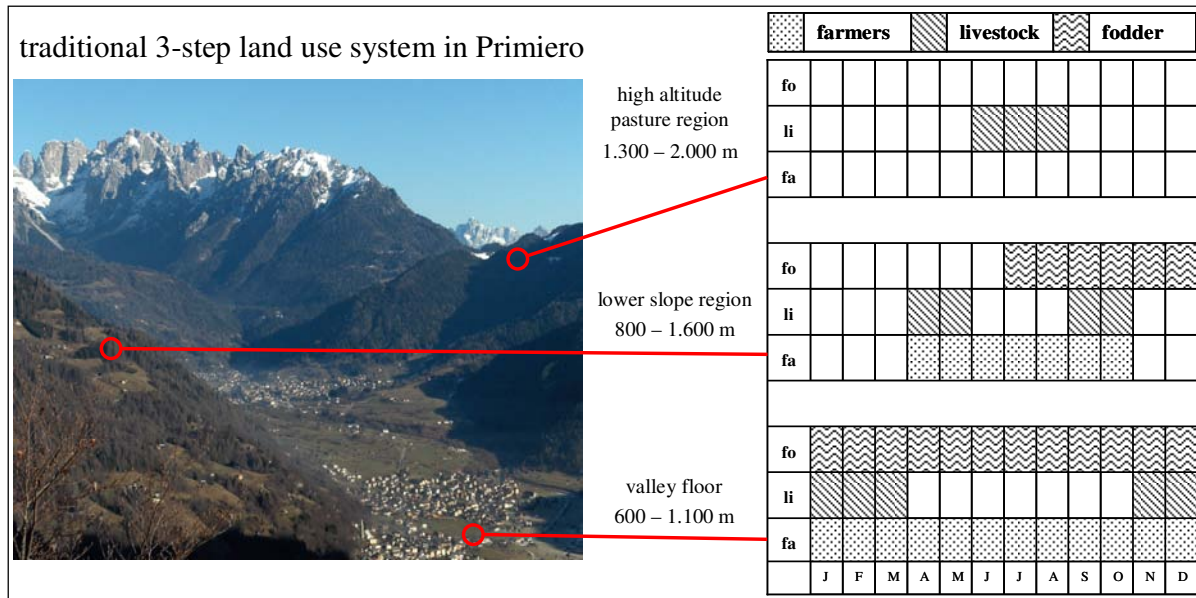 traditional 3-step land use system in Primiero
farmers livestock fodder
high altitude
pasture region
1.300 – 2.000 m
fo
li
fa
lower slope region
800 – 1.600 m
fo
li
fa
valley floor
600 – 1.100 m
fo
li
fa
J F M A M J J A S O N D